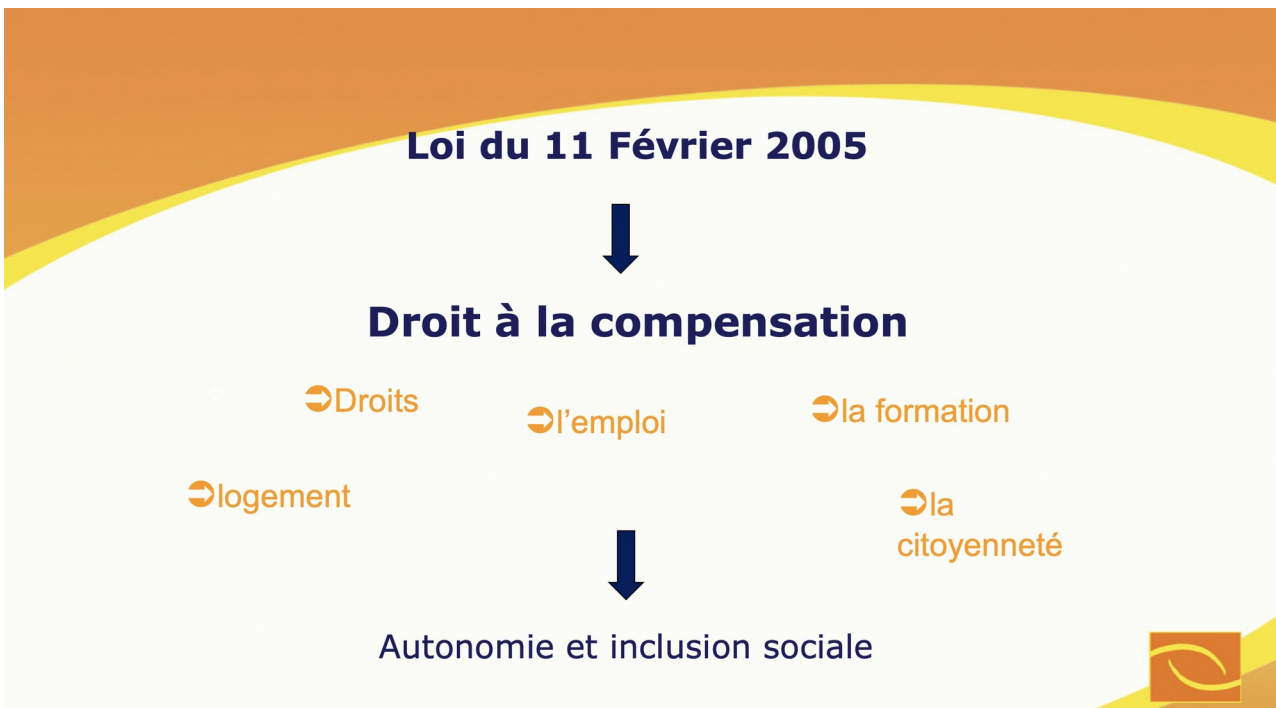 Loi du 11 Février 2005
Droit à la compensation
➲Droits
➲l’emploi
➲la formation
➲logement
➲la
citoyenneté
Autonomie et inclusion sociale